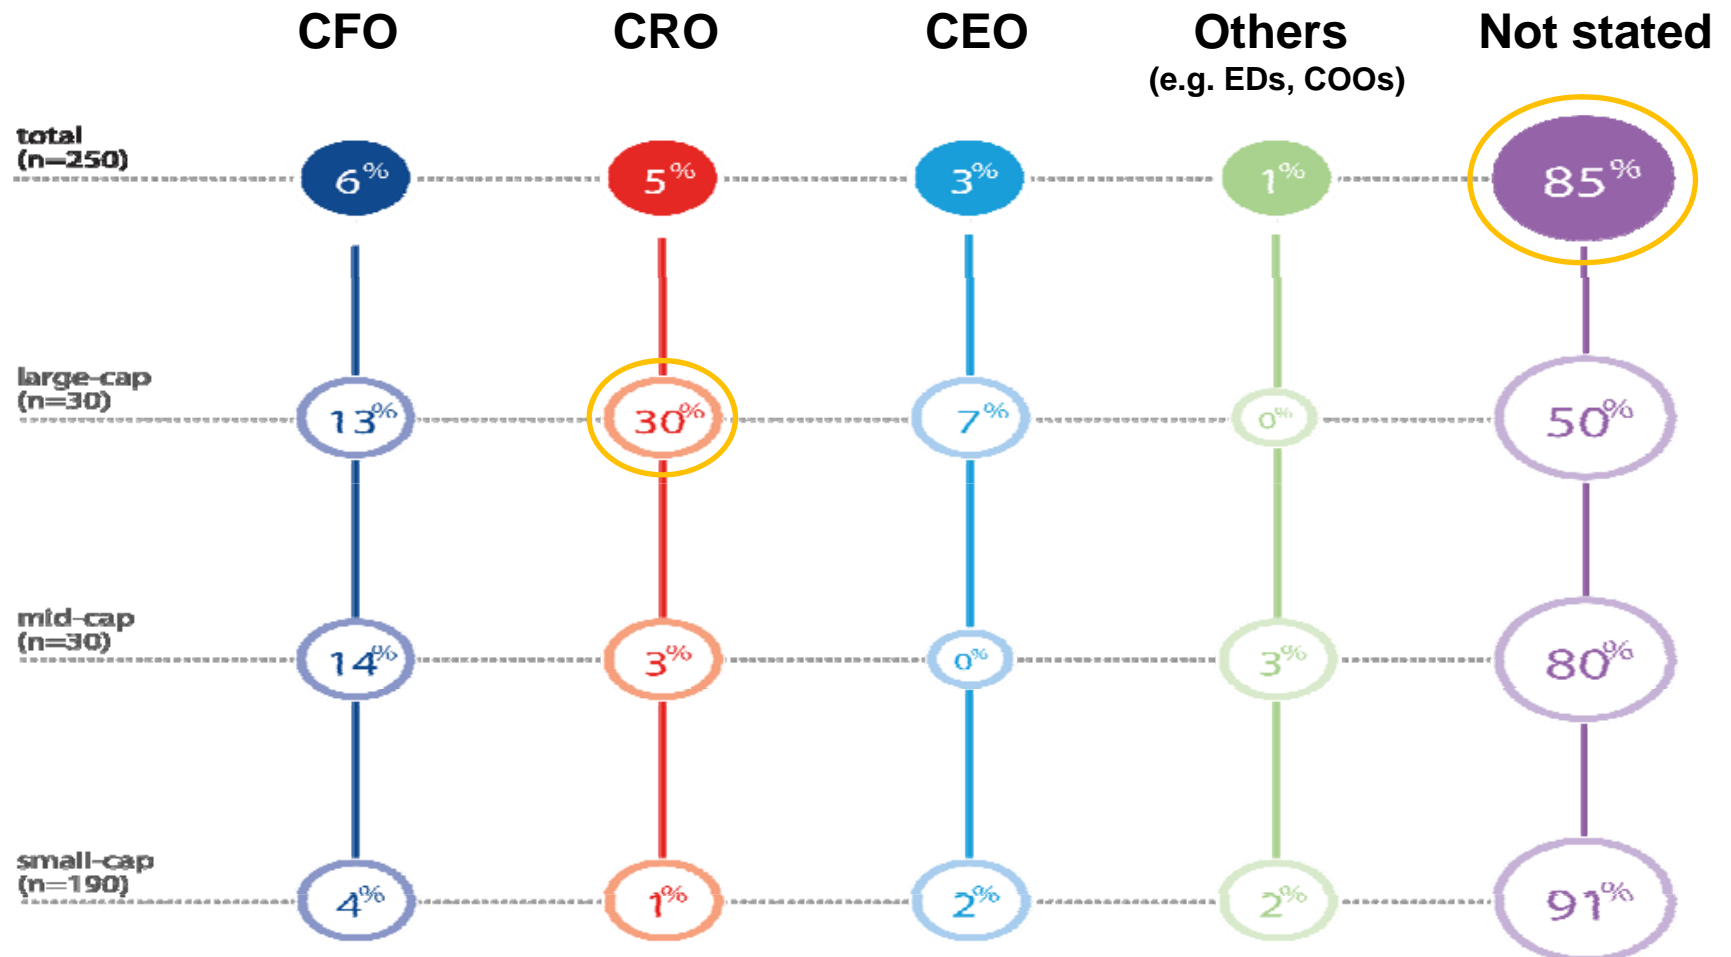 CFO CRO CEO Others Not stated
(e.g. EDs, COOs)
total
(n=250)
6% 5% 3% 1% 85%
large-cap
(n=30)
13% 30% 7% 0% 50%
mid-cap
(n=30)
14% 3% 0% 3% 80%
small-cap
(n=190)
4% 1% 2% 2% 91%